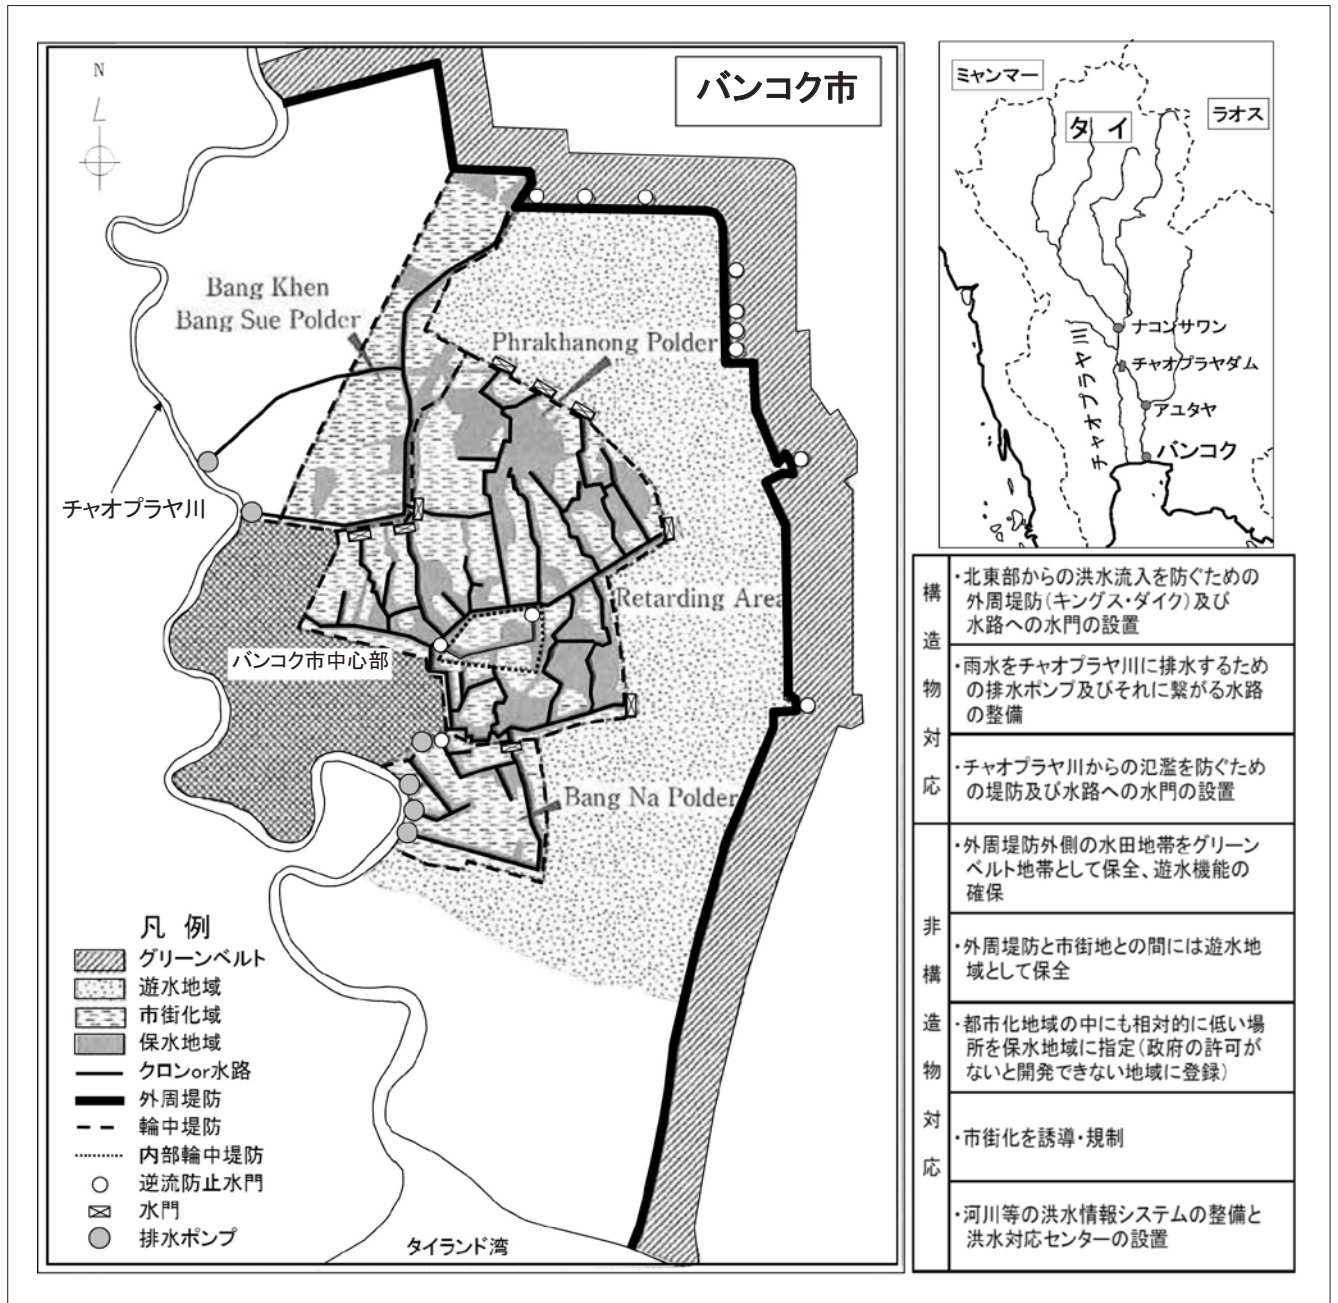 N
バンコク市
Bang Khen
Bang Sue Polder
Phrakhanong Polder
チャオプラヤ川
Retarding Area
バンコク市中心部
Bang Na Polder
凡 例
グリーンベルト
遊水地域
市街化域
保水地域
クロンor水路
外周堤防
輪中堤防
内部輪中堤防
逆流防止水門
水門
排水ポンプ
タイランド湾
ミャンマー
タ イ
ラオス
ナコンサワン
チャオプラヤダム
チャオプラヤ川
アユタヤ
バンコク
構造物対応
・北東部からの洪水流入を防ぐための
外周堤防(キングス・ダイク)及び
水路への水門の設置
・雨水をチャオプラヤ川に排水するため
の排水ポンプ及びそれに繋がる水路
の整備
・チャオプラヤ川からの氾濫を防ぐため
の堤防及び水路への水門の設置
非構造物対応
・外周堤防外側の水田地帯をグリーン
ベルト地帯として保全、遊水機能の
確保
・外周堤防と市街地との間には遊水地
域として保全
・都市化地域の中にも相対的に低い場
所を保水地域に指定(政府の許可が
ないと開発できない地域に登録)
・市街化を誘導・規制
・河川等の洪水情報システムの整備と
洪水対応センターの設置